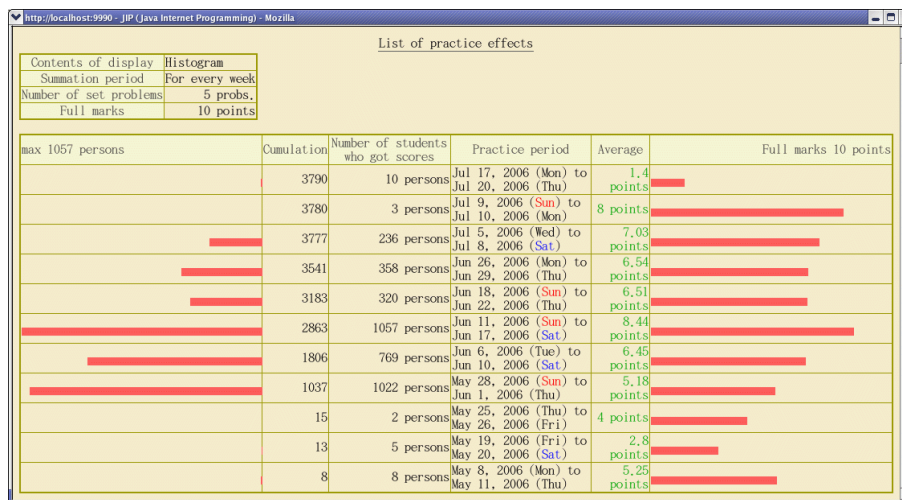 http://localhost:9990 - JIP (Java Internet Programming) - Mozilla
List of practice effects
Contents of display Histogram
Summation period For every week
Number of set problems 5 probs.
Full marks 10 points
max 1057 persons Cumulation Number of students who got scores Practice period Average Full marks 10 points
3790 10 persons Jul 17, 2006 (Mon) to Jul 20, 2006 (Thu) 1.4 points
3780 3 persons Jul 9, 2006 (Sun) to Jul 10, 2006 (Mon) 8 points
3777 236 persons Jul 5, 2006 (Wed) to Jul 8, 2006 (Sat) 7.03 points
3541 358 persons Jun 26, 2006 (Mon) to Jun 29, 2006 (Thu) 6.54 points
3183 320 persons Jun 18, 2006 (Sun) to Jun 22, 2006 (Thu) 6.51 points
2863 1057 persons Jun 11, 2006 (Sun) to Jun 17, 2006 (Sat) 8.44 points
1806 769 persons Jun 6, 2006 (Tue) to Jun 10, 2006 (Sat) 6.45 points
1037 1022 persons May 28, 2006 (Sun) to Jun 1, 2006 (Thu) 5.18 points
15 2 persons May 25, 2006 (Thu) to May 26, 2006 (Fri) 4 points
13 5 persons May 19, 2006 (Fri) to May 20, 2006 (Sat) 2.8 points
8 8 persons May 8, 2006 (Mon) to May 11, 2006 (Thu) 5.25 points